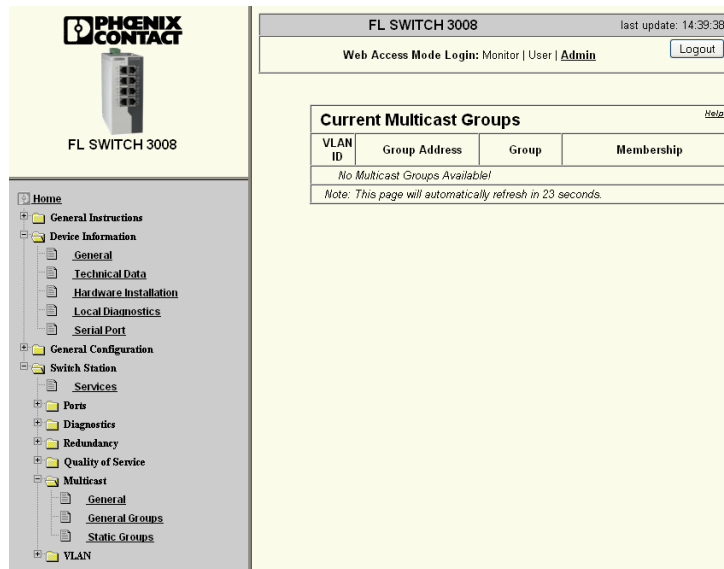 PHŒNIX
CONTACT
FL SWITCH 3008
Home
General Instructions
Device Information
General
Technical Data
Hardware Installation
Local Diagnostics
Serial Port
General Configuration
Switch Station
Services
Ports
Diagnostics
Redundancy
Quality of Service
Multicast
General
General Groups
Static Groups
VLAN
FL SWITCH 3008 last update: 14:39:38
Web Access Mode Login: Monitor | User | Admin Logout
Current Multicast Groups Help
VLAN ID Group Address Group Membership
No Multicast Groups Available!
Note: This page will automatically refresh in 23 seconds.